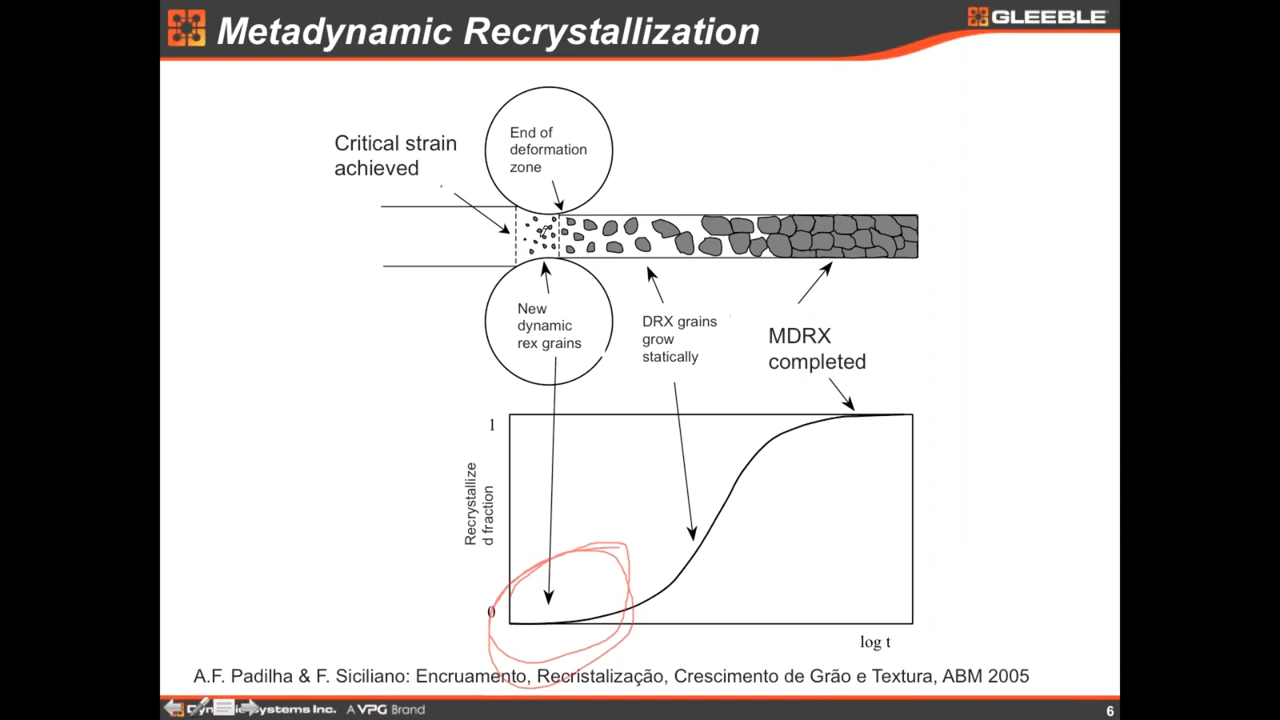 Metadynamic Recrystallization
GLEEBLE
Critical strain
achieved
End of
deformation
zone
New
dynamic
rex grains
DRX grains
grow
statically
MDRX
completed
1
Recrystallize
d fraction
0
log t
A.F. Padilha & F. Siciliano: Encruamento, Recristalização, Crescimento de Grão e Textura, ABM 2005
Dynamic Systems Inc. A VPG Brand
6